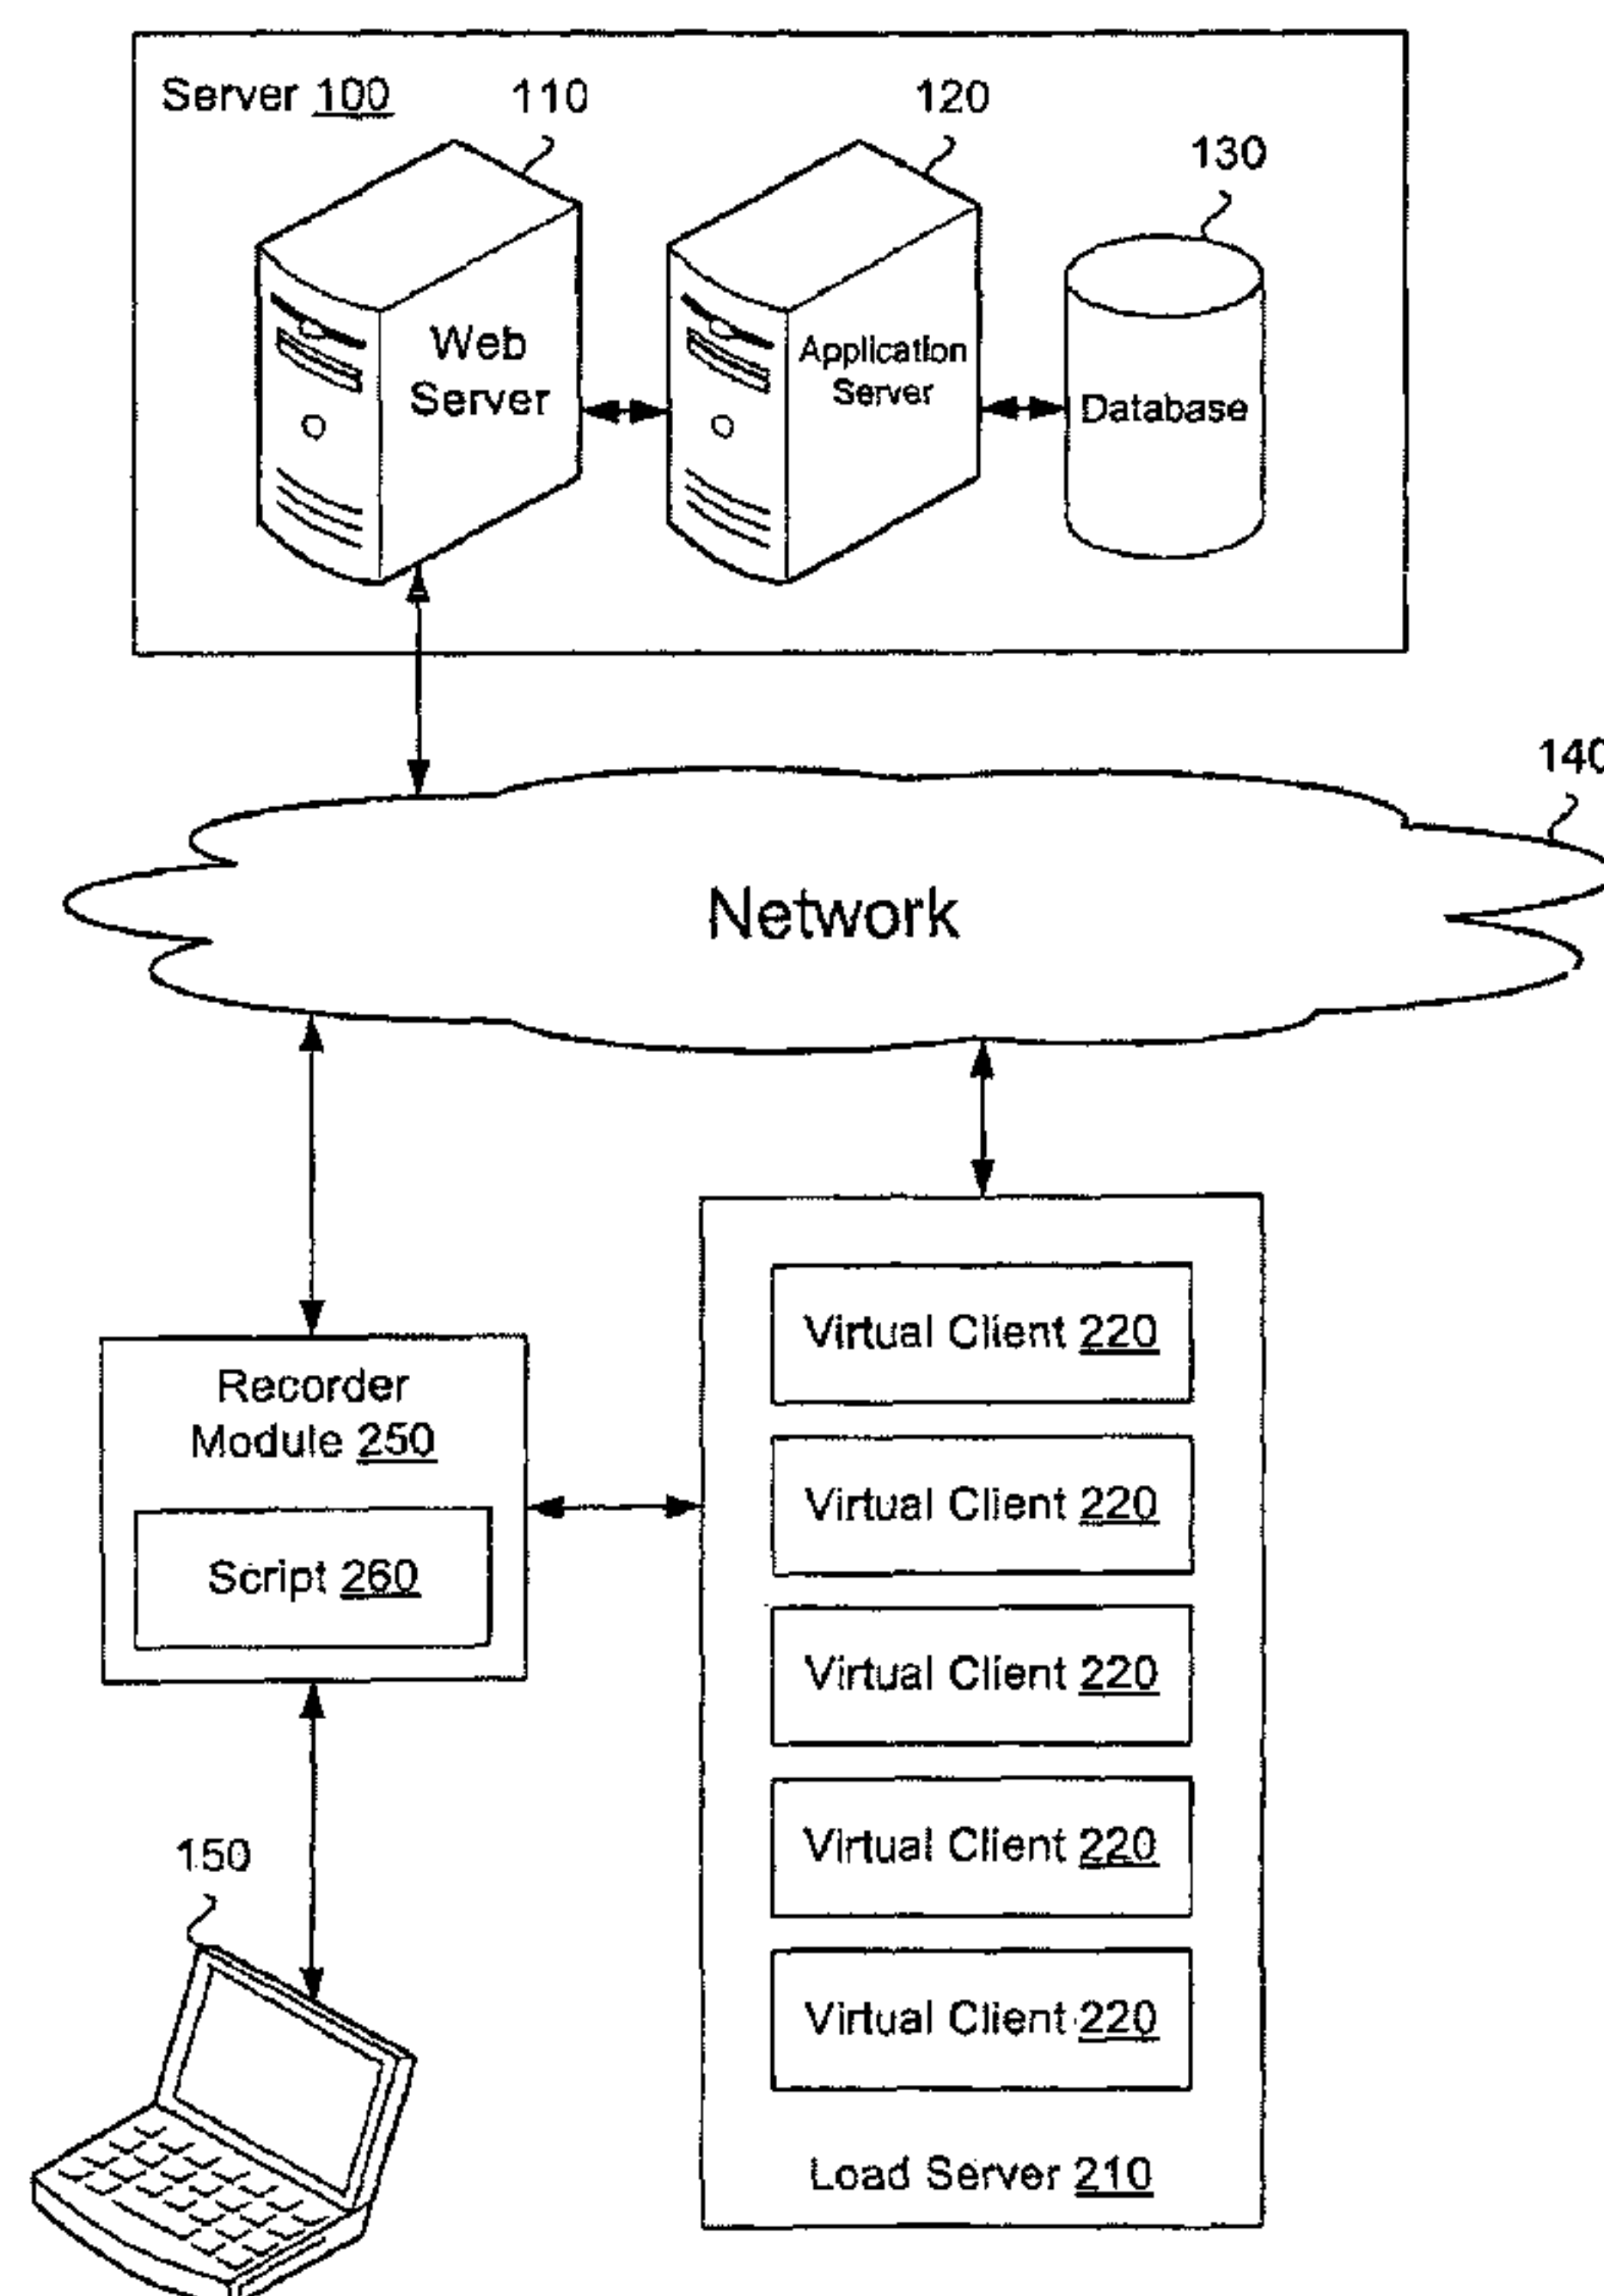 Server 100
110
120
130
Web
Server
Application
Server
Database
140
Network
Recorder
Module 250
Script 260
Virtual Client 220
Virtual Client 220
Virtual Client 220
Virtual Client 220
Virtual Client 220
Load Server 210
150